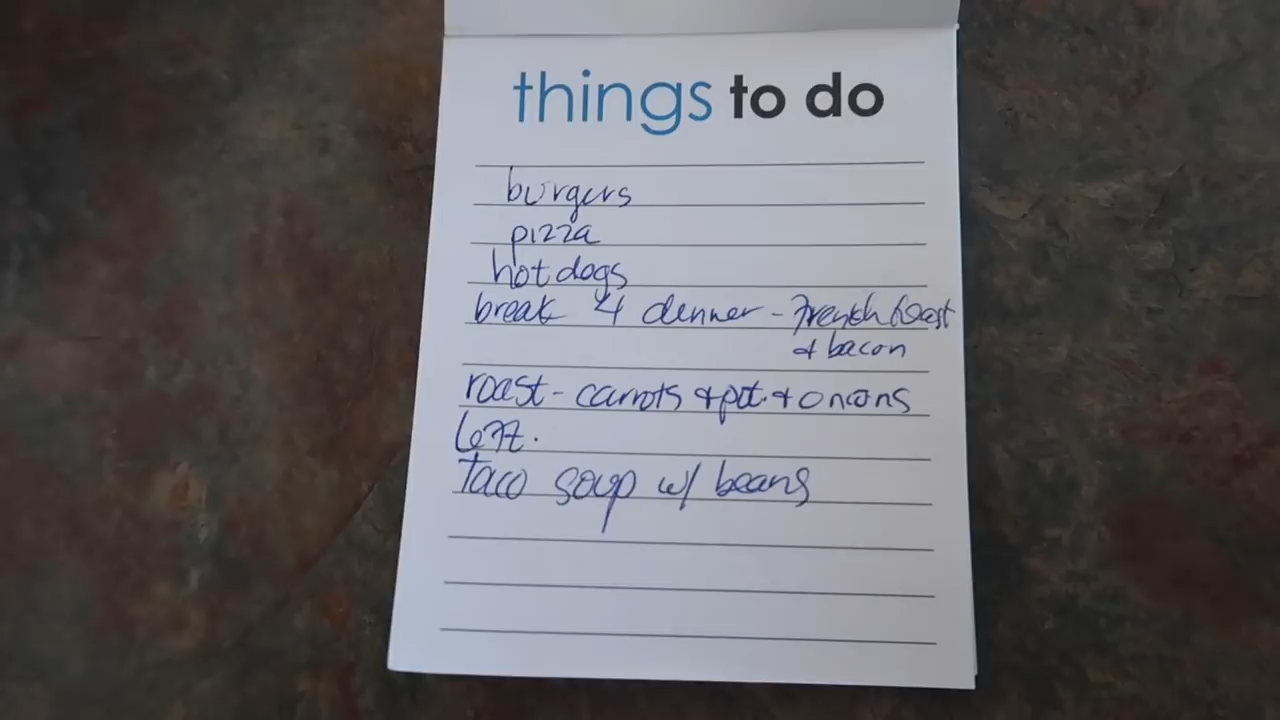 things to do
burgers
pizza
hot dogs
break 4 dinner - French toast
& bacon
roast - carrots & pot. & onions
left.
Taco soup w/ beans